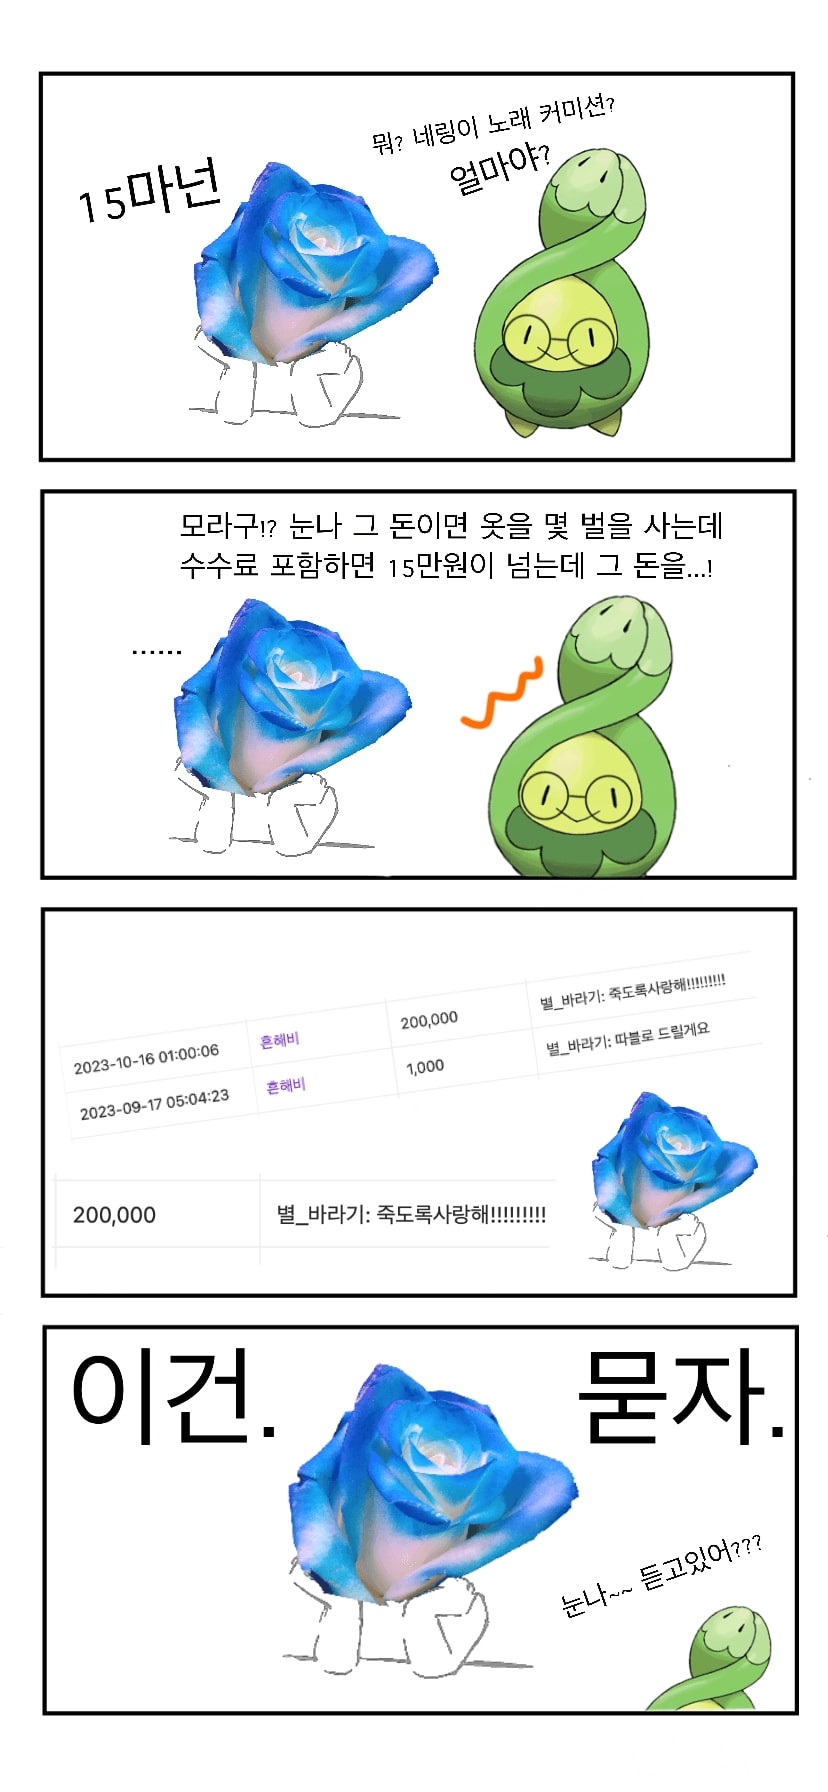 뭐? 네링이 노래 커미션?
얼마야?
15마넌
모라구!? 눈나 그 돈이면 옷을 몇 벌을 사는데
수수료 포함하면 15만원이 넘는데 그 돈을...!
......
2023-10-16 01:00:06 흔해비 200,000 별_바라기: 죽도록사랑해!!!!!!!!!
2023-09-17 05:04:23 흔해비 1,000 별_바라기: 따블로 드릴게요
200,000 별_바라기: 죽도록사랑해!!!!!!!!!
이건. 묻자.
눈나~~ 듣고있어???